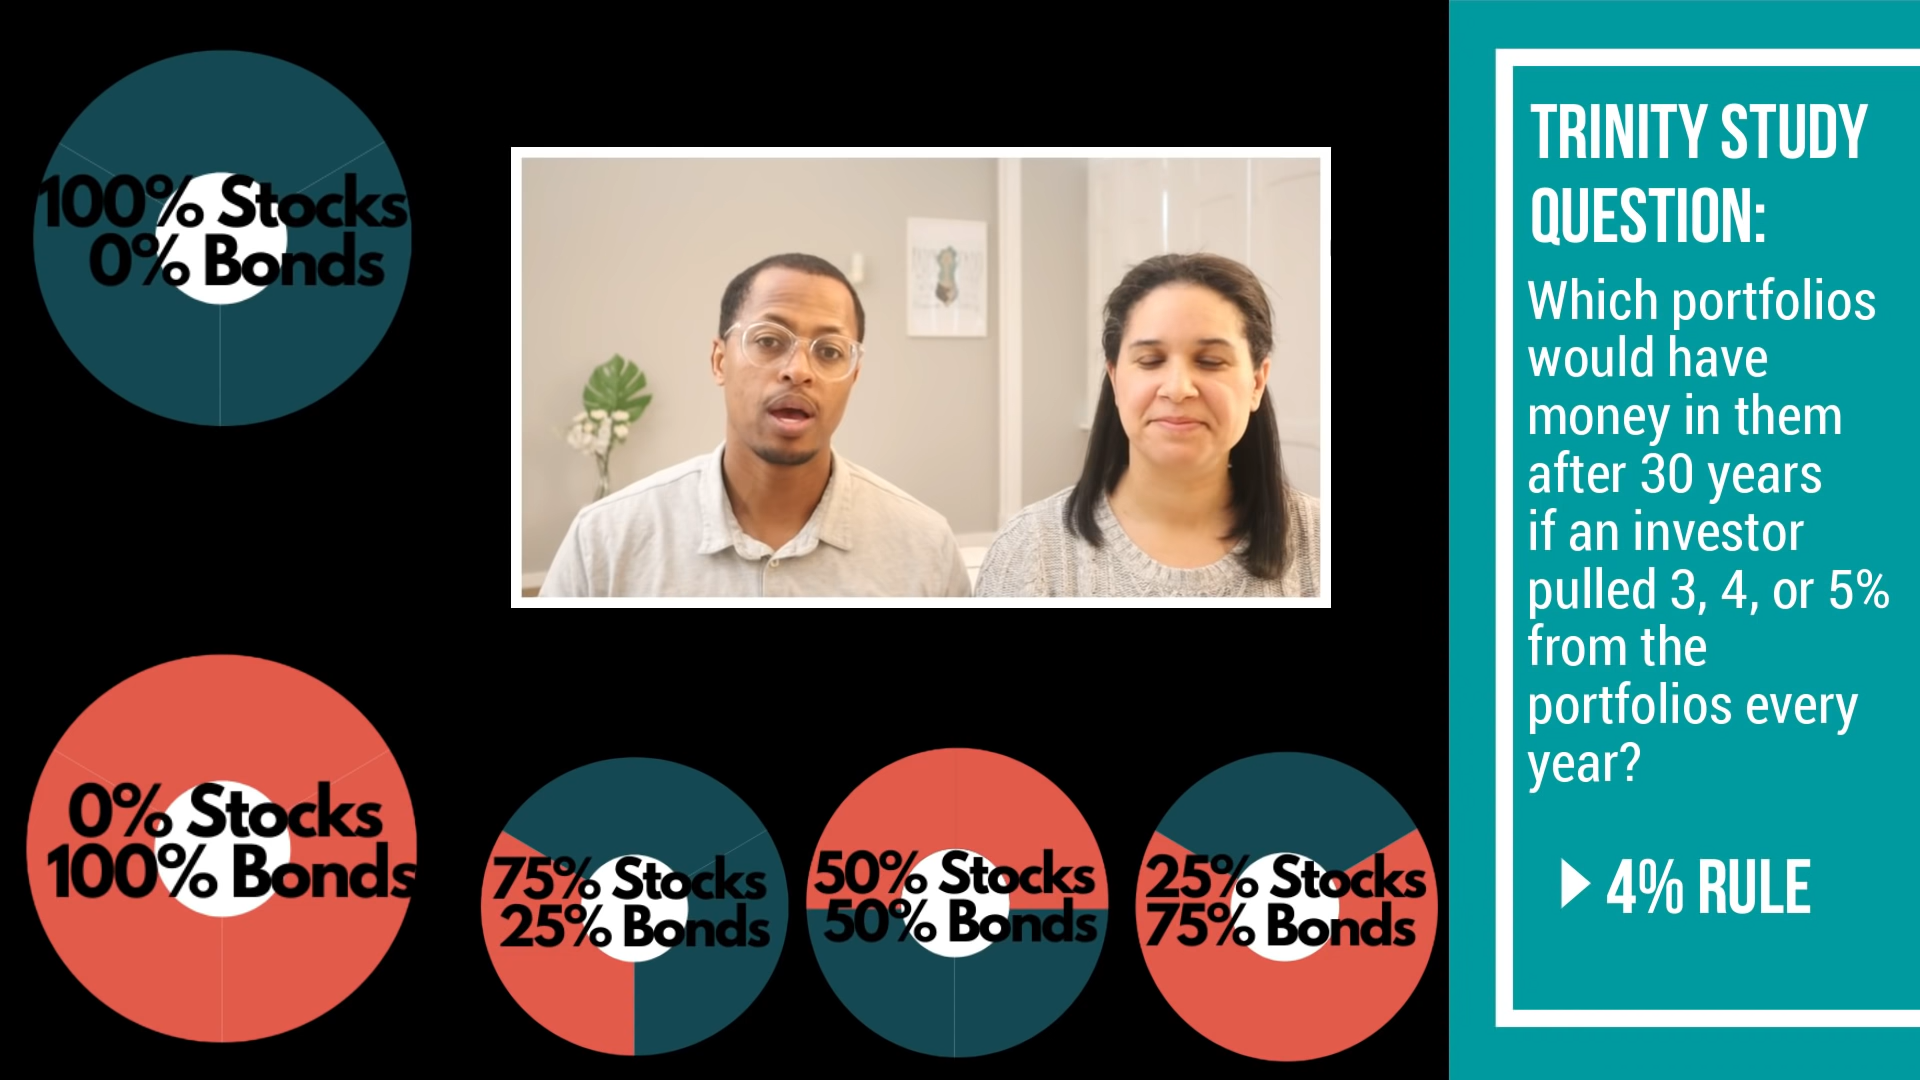 100% Stocks
0% Bonds
0% Stocks
100% Bonds
75% Stocks
25% Bonds
50% Stocks
50% Bonds
25% Stocks
75% Bonds
TRINITY STUDY
QUESTION:
Which portfolios
would have
money in them
after 30 years
if an investor
pulled 3, 4, or 5%
from the
portfolios every
year?
4% RULE